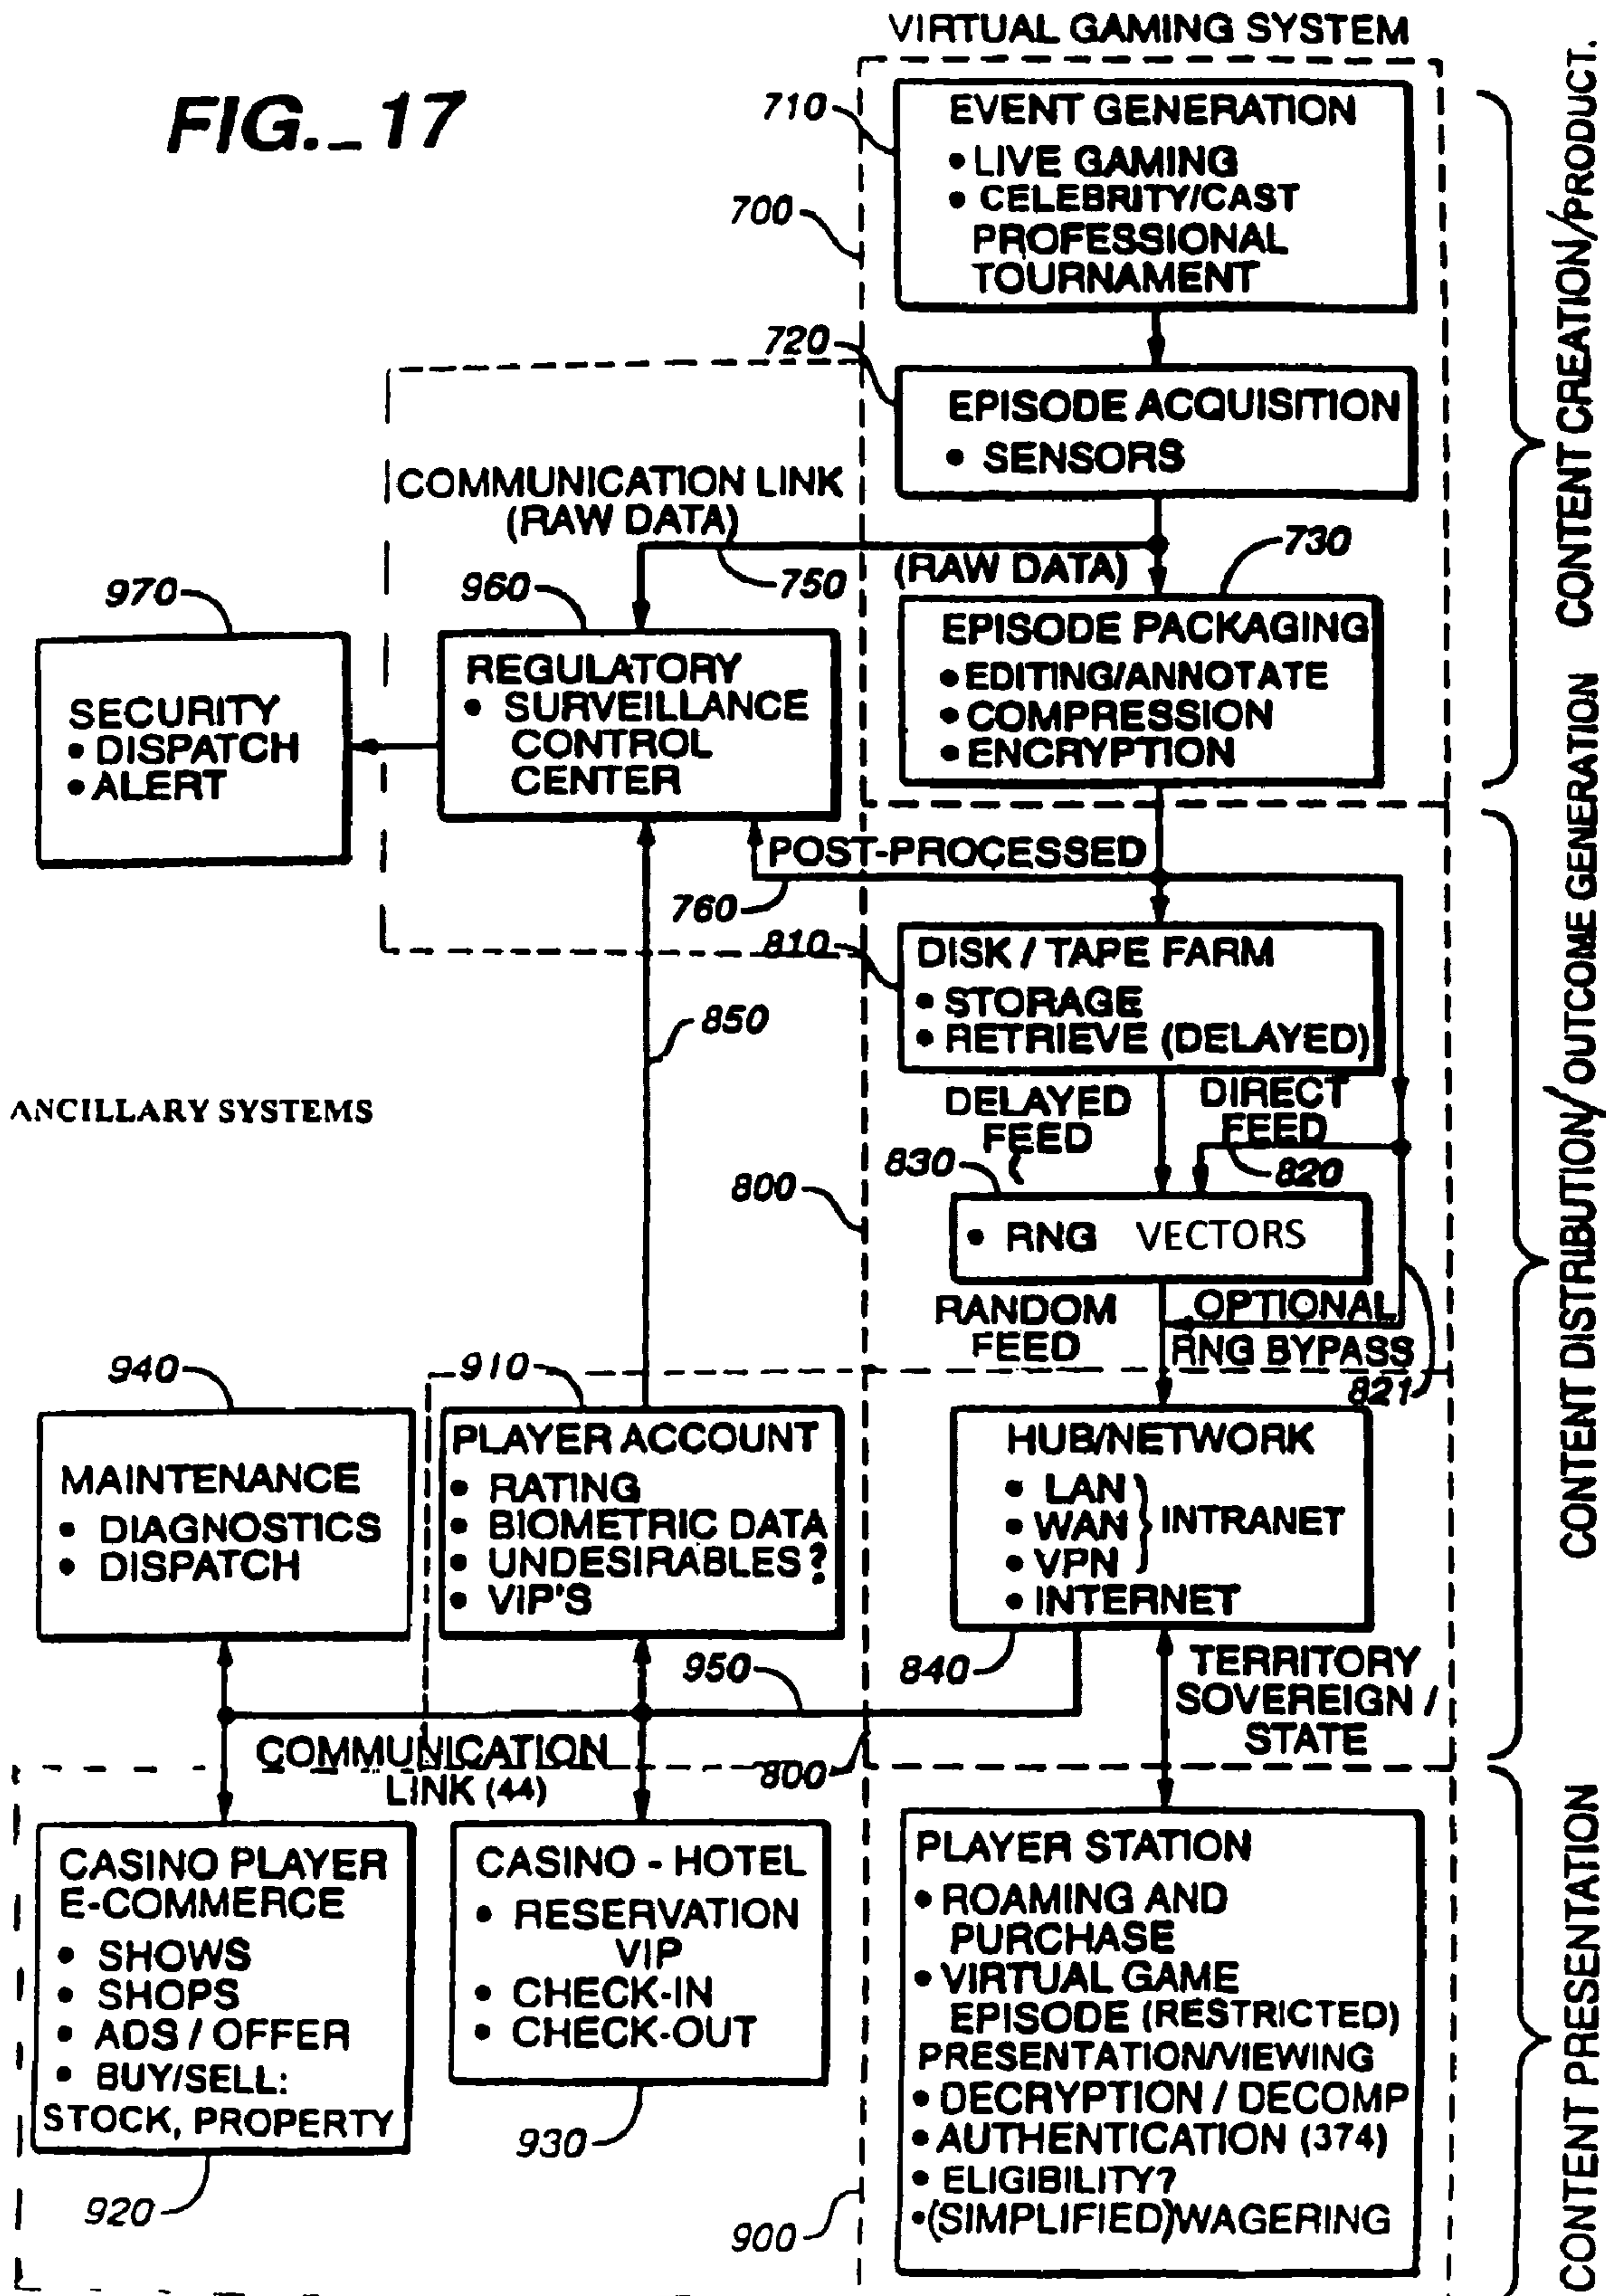 VIRTUAL GAMING SYSTEM
FIG._17
710
EVENT GENERATION
• LIVE GAMING
• CELEBRITY/CAST
PROFESSIONAL
TOURNAMENT
700
720
EPISODE ACQUISITION
• SENSORS
COMMUNICATION LINK
(RAW DATA)
750
(RAW DATA)
730
EPISODE PACKAGING
• EDITING/ANNOTATE
• COMPRESSION
• ENCRYPTION
CONTENT CREATION/PRODUCT.
970
SECURITY
• DISPATCH
• ALERT
960
REGULATORY
• SURVEILLANCE
CONTROL
CENTER
POST-PROCESSED
760
810
DISK / TAPE FARM
• STORAGE
• RETRIEVE (DELAYED)
850
ANCILLARY SYSTEMS
DELAYED
FEED
DIRECT
FEED
830
820
800
• RNG VECTORS
RANDOM
FEED
OPTIONAL
RNG BYPASS
821
CONTENT DISTRIBUTION/OUTCOME GENERATION
940
MAINTENANCE
• DIAGNOSTICS
• DISPATCH
910
PLAYER ACCOUNT
• RATING
• BIOMETRIC DATA
• UNDESIRABLES?
• VIP'S
HUB/NETWORK
• LAN
• WAN } INTRANET
• VPN
• INTERNET
950
840
TERRITORY
SOVEREIGN /
STATE
COMMUNICATION
LINK (44)
800
CASINO PLAYER
E-COMMERCE
• SHOWS
• SHOPS
• ADS / OFFER
• BUY/SELL:
STOCK, PROPERTY
920
CASINO - HOTEL
• RESERVATION
VIP
• CHECK-IN
• CHECK-OUT
930
PLAYER STATION
• ROAMING AND
PURCHASE
• VIRTUAL GAME
EPISODE (RESTRICTED)
PRESENTATION/VIEWING
• DECRYPTION / DECOMP
• AUTHENTICATION (374)
• ELIGIBILITY?
•(SIMPLIFIED)WAGERING
900
CONTENT PRESENTATION